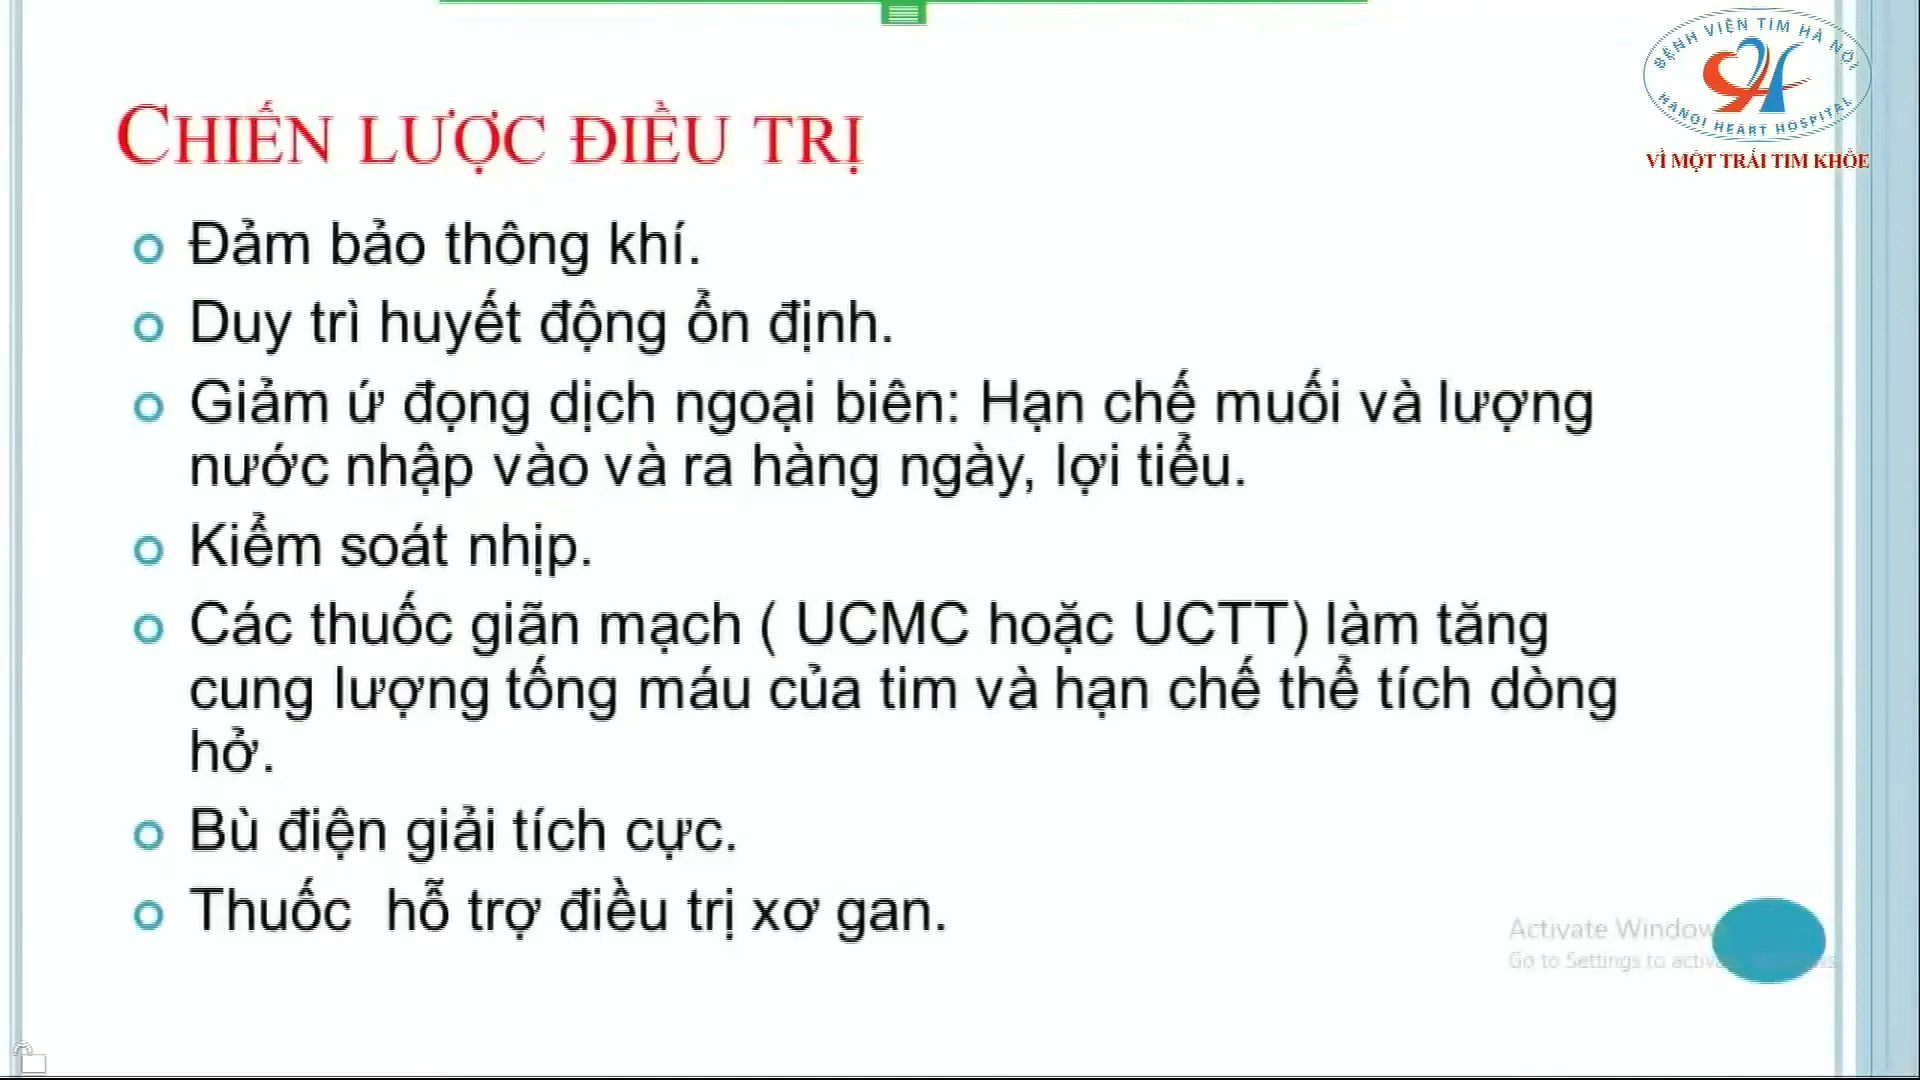 BỆNH VIỆN TIM HÀ NỘI
HANOI HEART HOSPITAL
VÌ MỘT TRÁI TIM KHỎE
CHIẾN LƯỢC ĐIỀU TRỊ
Đảm bảo thông khí.
Duy trì huyết động ổn định.
Giảm ứ đọng dịch ngoại biên: Hạn chế muối và lượng
nước nhập vào và ra hàng ngày, lợi tiểu.
Kiểm soát nhịp.
Các thuốc giãn mạch ( UCMC hoặc UCTT) làm tăng
cung lượng tống máu của tim và hạn chế thể tích dòng
hở.
Bù điện giải tích cực.
Thuốc hỗ trợ điều trị xơ gan.
Activate Window
Go to Settings to